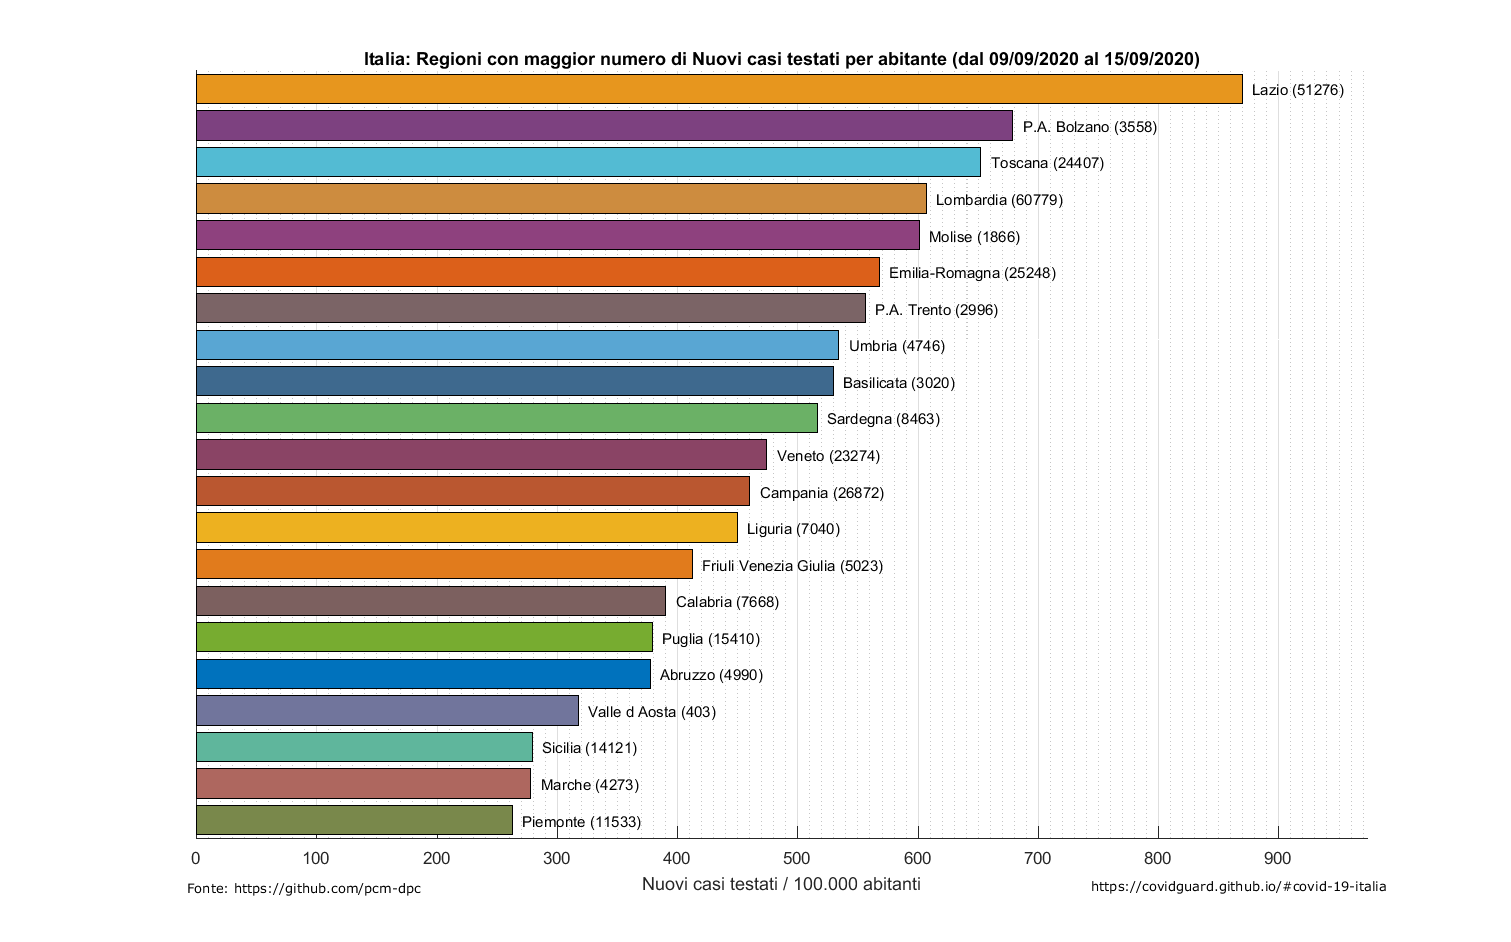 Italia: Regioni con maggior numero di Nuovi casi testati per abitante (dal 09/09/2020 al 15/09/2020)
Lazio (51276)
P.A. Bolzano (3558)
Toscana (24407)
Lombardia (60779)
Molise (1866)
Emilia-Romagna (25248)
P.A. Trento (2996)
Umbria (4746)
Basilicata (3020)
Sardegna (8463)
Veneto (23274)
Campania (26872)
Liguria (7040)
Friuli Venezia Giulia (5023)
Calabria (7668)
Puglia (15410)
Abruzzo (4990)
Valle d Aosta (403)
Sicilia (14121)
Marche (4273)
Piemonte (11533)
0 100 200 300 400 500 600 700 800 900
Nuovi casi testati / 100.000 abitanti
Fonte: https://github.com/pcm-dpc
https://covidguard.github.io/#covid-19-italia